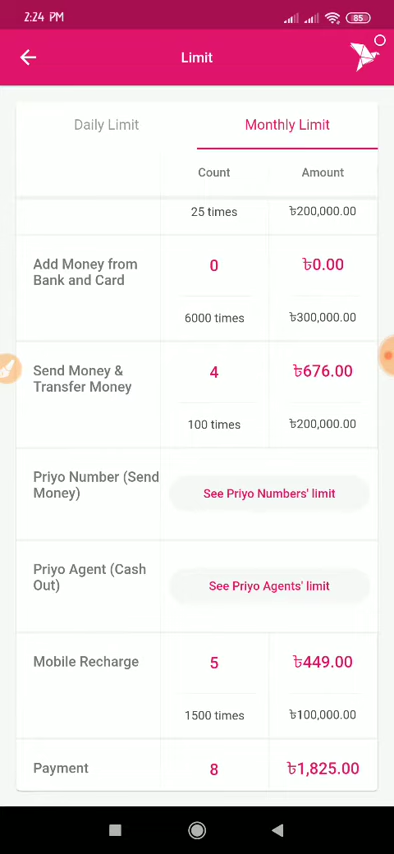 2:24 PM
85
Limit
Daily Limit
Monthly Limit
Count
Amount
25 times
৳200,000.00
Add Money from
Bank and Card
0
৳0.00
6000 times
৳300,000.00
Send Money &
Transfer Money
4
৳676.00
100 times
৳200,000.00
Priyo Number (Send
Money)
See Priyo Numbers' limit
Priyo Agent (Cash
Out)
See Priyo Agents' limit
Mobile Recharge
5
৳449.00
1500 times
৳100,000.00
Payment
8
৳1,825.00